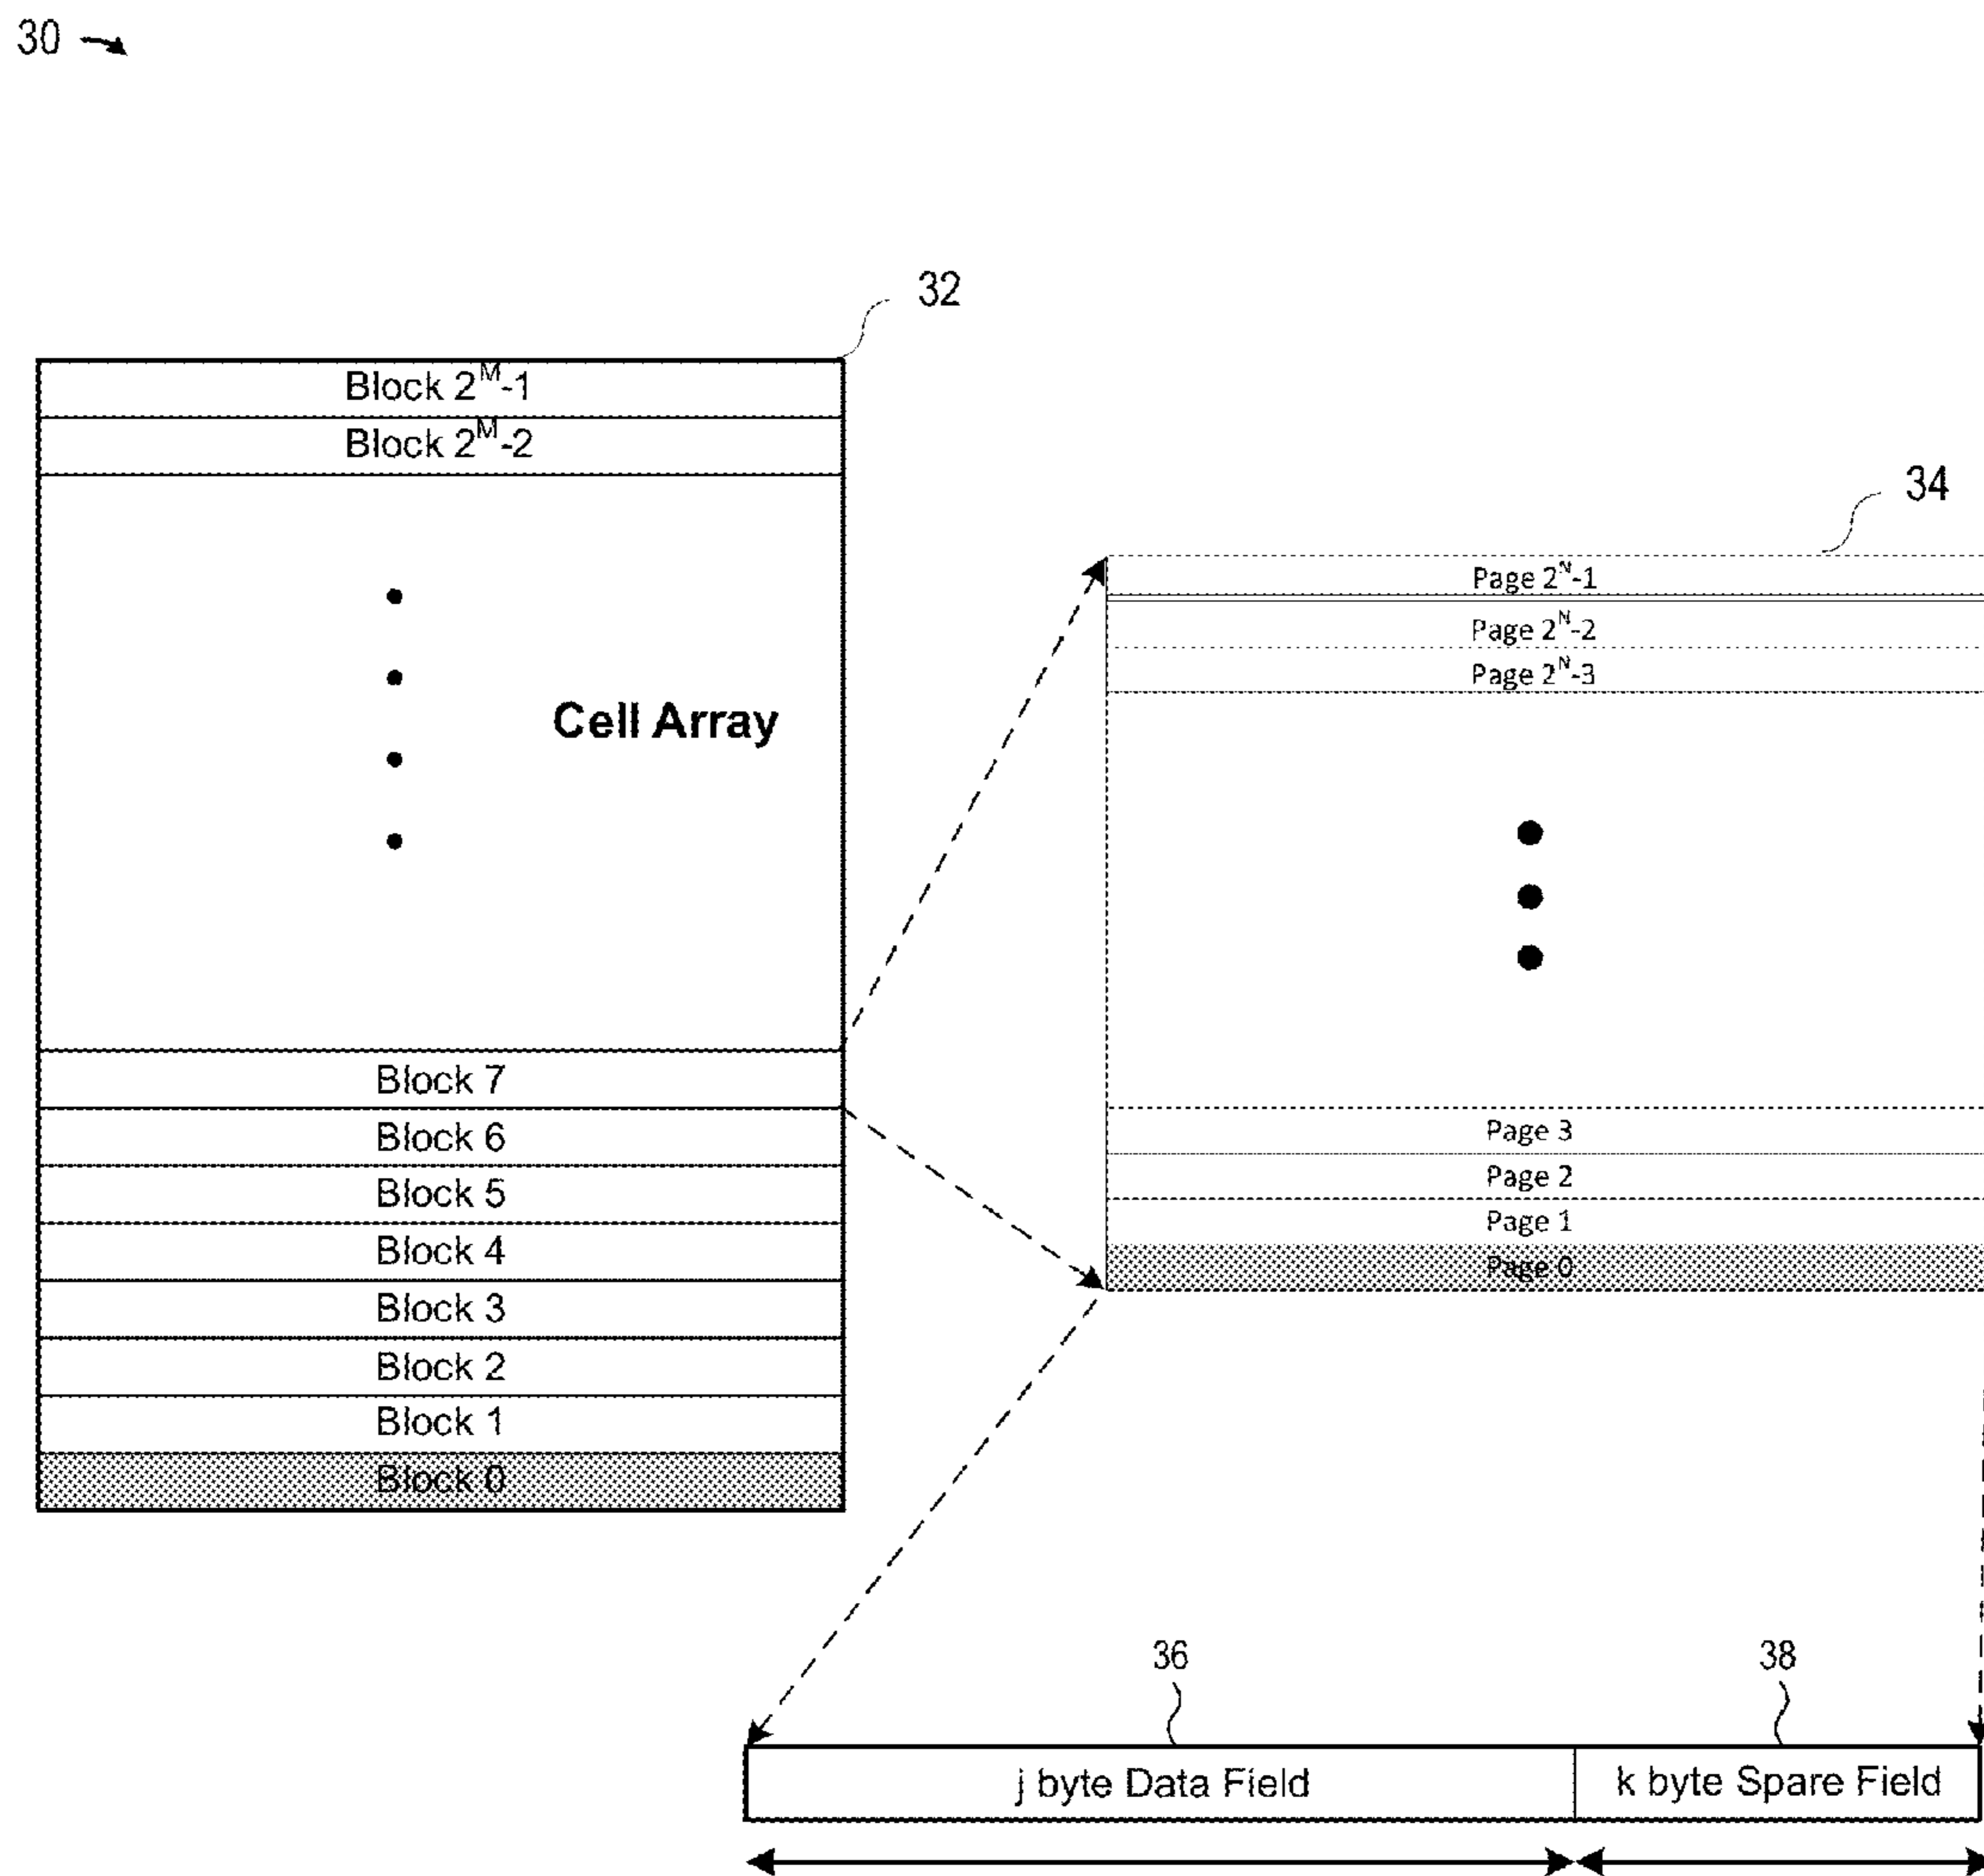 30
32
Block 2^M-1
Block 2^M-2
Cell Array
Block 7
Block 6
Block 5
Block 4
Block 3
Block 2
Block 1
Block 0
34
Page 2^N-1
Page 2^N-2
Page 2^N-3
Page 3
Page 2
Page 1
Page 0
36
38
j byte Data Field
k byte Spare Field